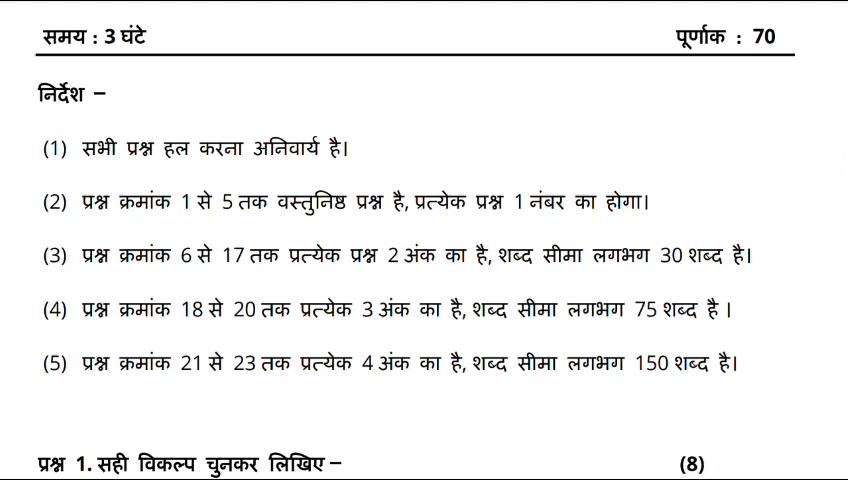 समय : 3 घंटे पूर्णाक : 70
निर्देश –
(1) सभी प्रश्न हल करना अनिवार्य है।
(2) प्रश्न क्रमांक 1 से 5 तक वस्तुनिष्ठ प्रश्न है, प्रत्येक प्रश्न 1 नंबर का होगा।
(3) प्रश्न क्रमांक 6 से 17 तक प्रत्येक प्रश्न 2 अंक का है, शब्द सीमा लगभग 30 शब्द है।
(4) प्रश्न क्रमांक 18 से 20 तक प्रत्येक 3 अंक का है, शब्द सीमा लगभग 75 शब्द है ।
(5) प्रश्न क्रमांक 21 से 23 तक प्रत्येक 4 अंक का है, शब्द सीमा लगभग 150 शब्द है।
प्रश्न 1. सही विकल्प चुनकर लिखिए – (8)